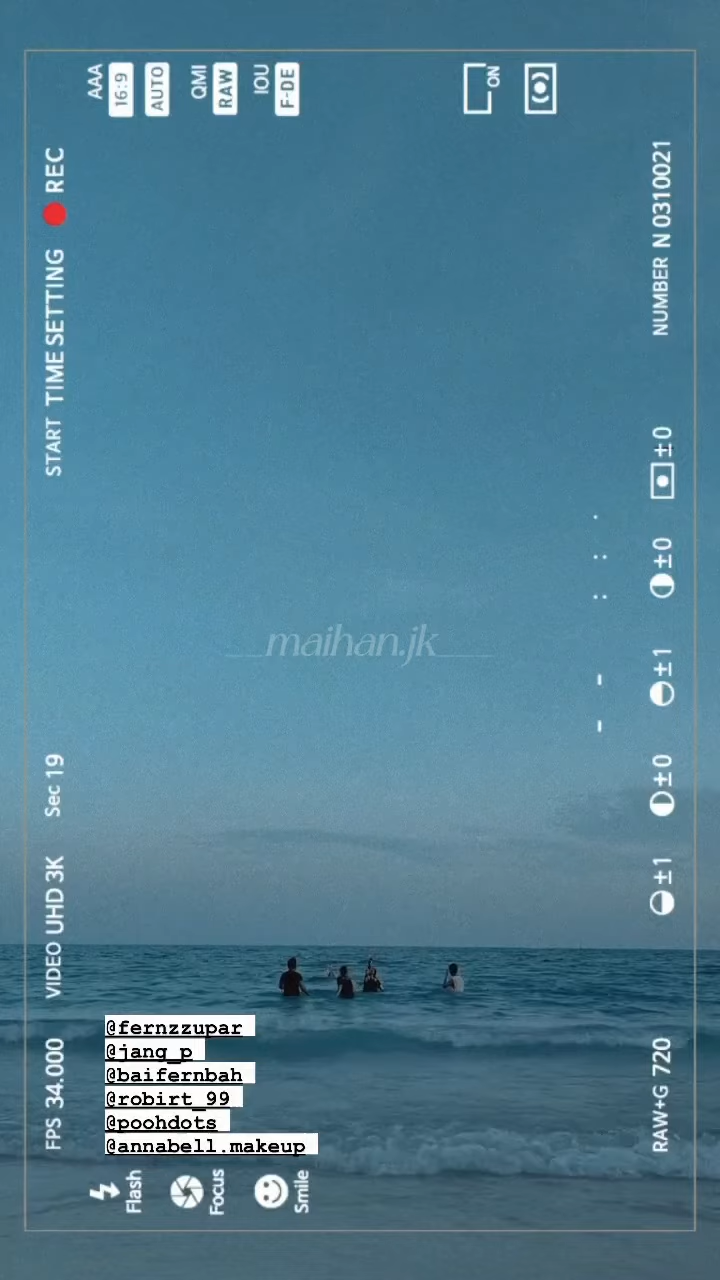 AAA
16:9
AUTO
QMI
RAW
IOU
F-DE
ON
REC
START TIME SETTING
NUMBER N 0310021
±0
±0
±1
±0
±1
__maihan.jk__
Sec 19
VIDEO UHD 3K
FPS 34.000
RAW+G 720
@fernzzupar
@jang_p
@baifernbah
@robirt_99
@poohdots
@annabell.makeup
Flash
Focus
Smile